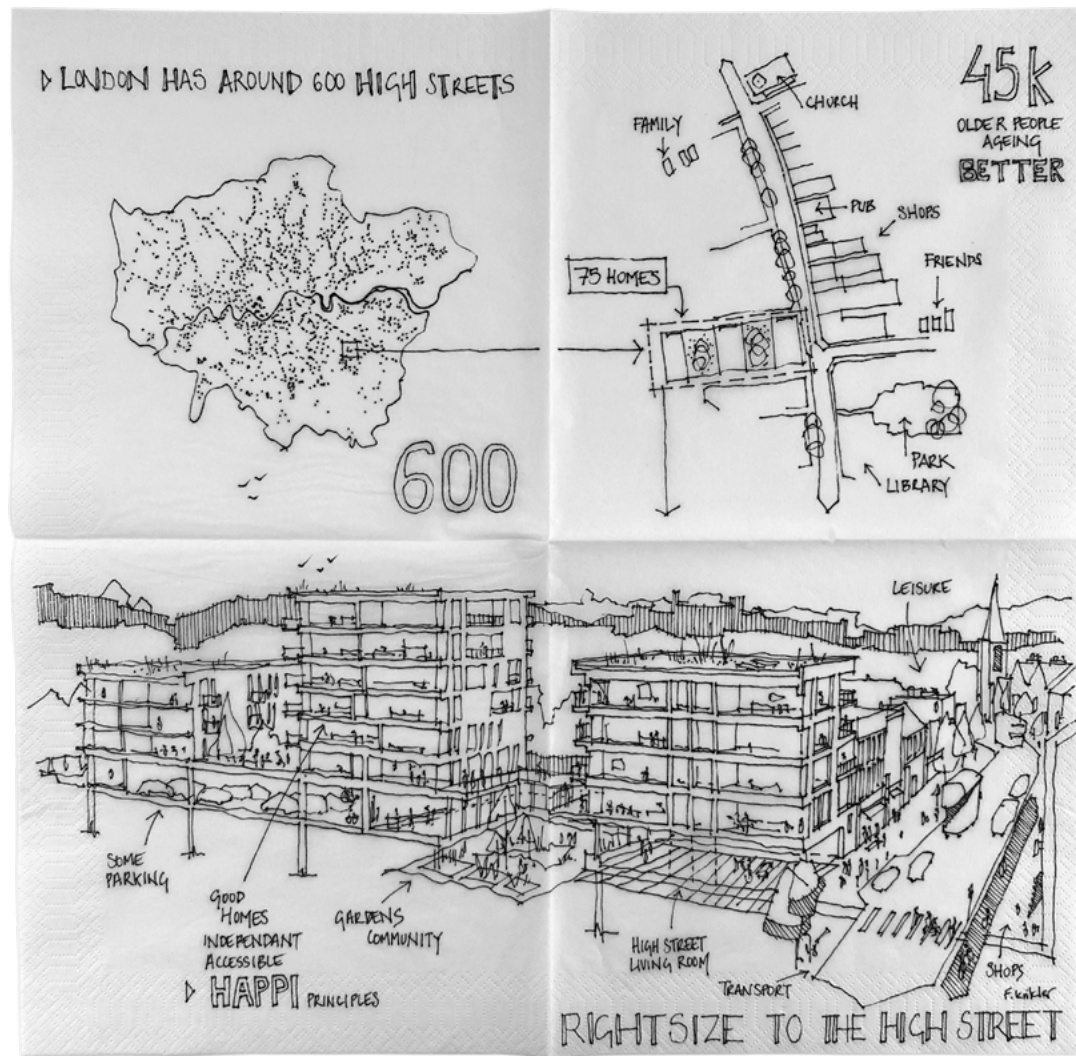 ▷ LONDON HAS AROUND 600 HIGH STREETS
600
45K
OLDER PEOPLE
AGEING
BETTER
CHURCH
FAMILY
PUB
SHOPS
75 HOMES
FRIENDS
PARK
LIBRARY
LEISURE
SOME
PARKING
GOOD
HOMES
INDEPENDANT
ACCESSIBLE
▷ HAPPI PRINCIPLES
GARDENS
COMMUNITY
HIGH STREET
LIVING ROOM
TRANSPORT
SHOPS
F. Krikler
RIGHTSIZE TO THE HIGH STREET